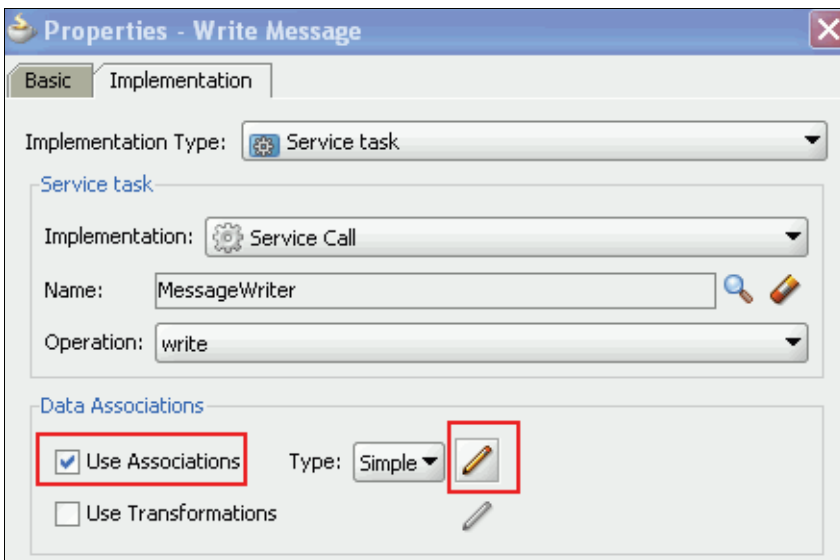 Properties - Write Message
Basic Implementation
Implementation Type: Service task
Service task
Implementation: Service Call
Name: MessageWriter
Operation: write
Data Associations
Use Associations Type: Simple
Use Transformations